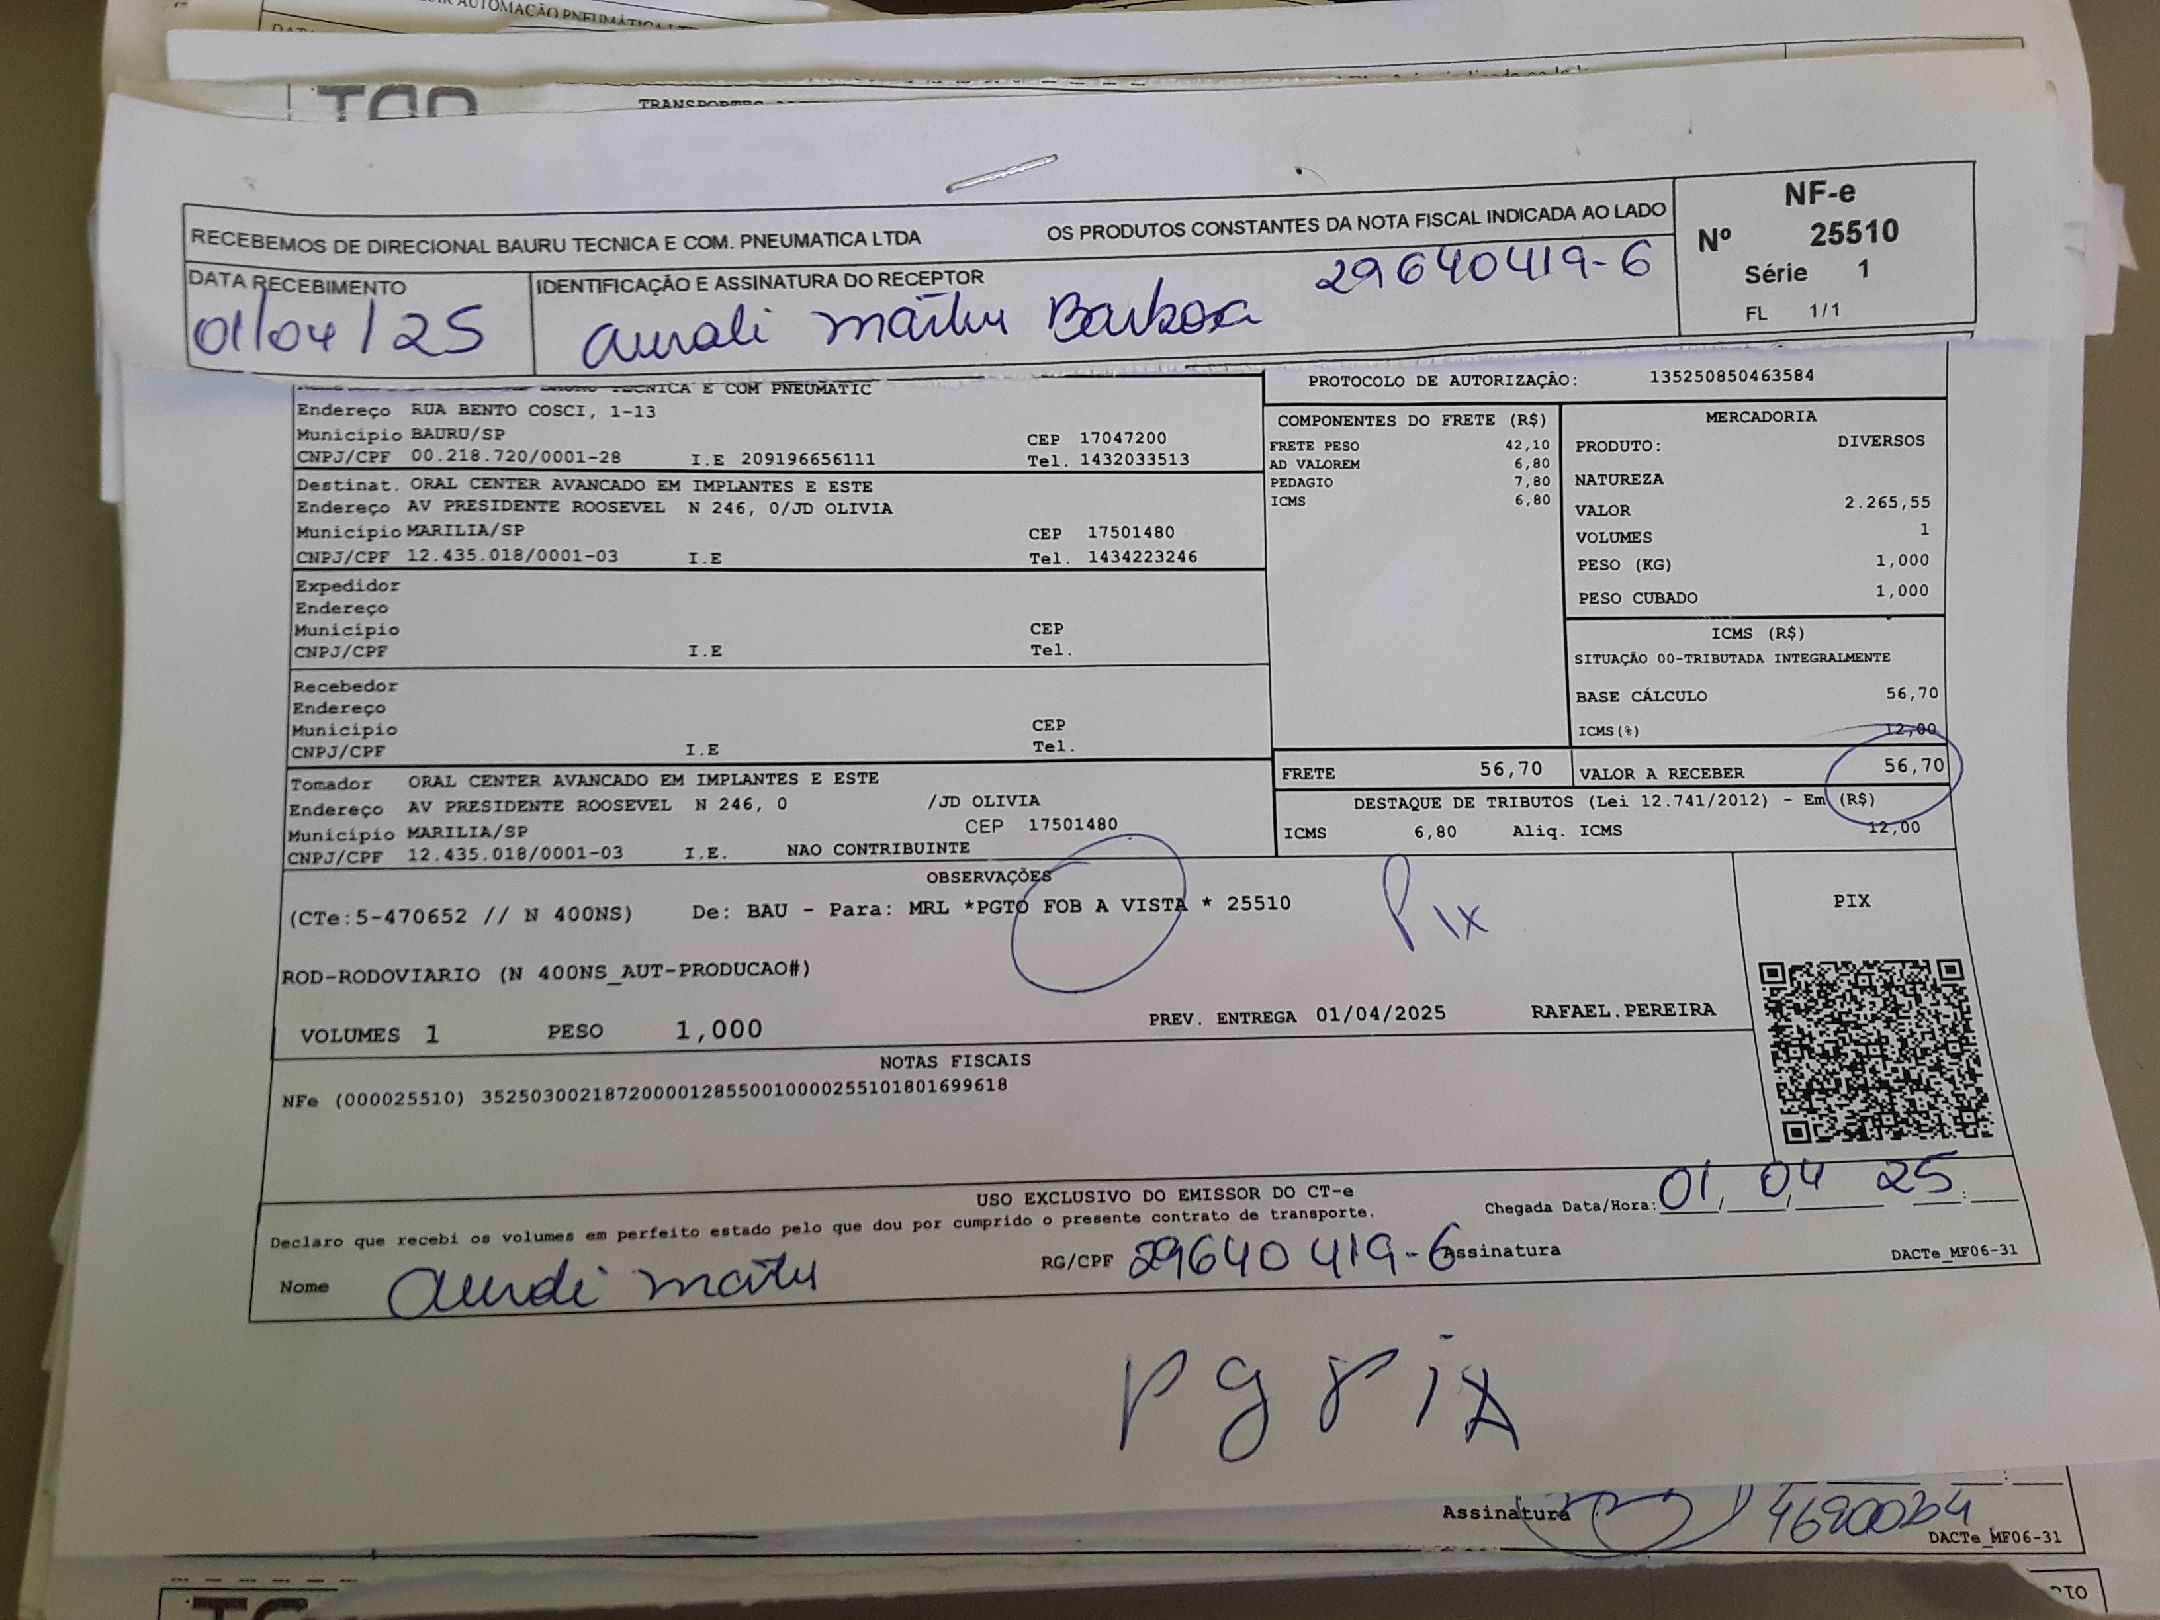 AUTOMAÇÃO PNEUMÁTICA
TRANSPORTES
RECEBEMOS DE DIRECIONAL BAURU TECNICA E COM. PNEUMATICA LTDA OS PRODUTOS CONSTANTES DA NOTA FISCAL INDICADA AO LADO
NF-e
Nº 25510
Série 1
FL 1/1
DATA RECEBIMENTO
01/04/25
IDENTIFICAÇÃO E ASSINATURA DO RECEPTOR
29640419-6
Barbosa
BAURU TECNICA E COM PNEUMATIC
Endereço RUA BENTO COSCI, 1-13
Município BAURU/SP CEP 17047200
CNPJ/CPF 00.218.720/0001-28 I.E 209196656111 Tel. 1432033513
Destinat. ORAL CENTER AVANCADO EM IMPLANTES E ESTE
Endereço AV PRESIDENTE ROOSEVEL N 246, 0/JD OLIVIA
Município MARILIA/SP CEP 17501480
CNPJ/CPF 12.435.018/0001-03 I.E Tel. 1434223246
Expedidor
Endereço
Município CEP
CNPJ/CPF I.E Tel.
Recebedor
Endereço
Município CEP
CNPJ/CPF I.E Tel.
Tomador ORAL CENTER AVANCADO EM IMPLANTES E ESTE
Endereço AV PRESIDENTE ROOSEVEL N 246, 0 /JD OLIVIA
Município MARILIA/SP CEP 17501480
CNPJ/CPF 12.435.018/0001-03 I.E. NAO CONTRIBUINTE
PROTOCOLO DE AUTORIZAÇÃO: 135250850463584
COMPONENTES DO FRETE (R$)
FRETE PESO 42,10
AD VALOREM 6,80
PEDAGIO 7,80
ICMS 6,80
MERCADORIA
PRODUTO: DIVERSOS
NATUREZA
VALOR 2.265,55
VOLUMES 1
PESO (KG) 1,000
PESO CUBADO 1,000
ICMS (R$)
SITUAÇÃO 00-TRIBUTADA INTEGRALMENTE
BASE CÁLCULO 56,70
ICMS(%) 12,00
FRETE 56,70 VALOR A RECEBER 56,70
DESTAQUE DE TRIBUTOS (Lei 12.741/2012) - Em (R$)
ICMS 6,80 Aliq. ICMS 12,00
OBSERVAÇÕES
(CTe:5-470652 // N 400NS) De: BAU - Para: MRL *PGTO FOB A VISTA * 25510
Pix
PIX
ROD-RODOVIARIO (N 400NS_AUT-PRODUCAO#)
VOLUMES 1 PESO 1,000 PREV. ENTREGA 01/04/2025 RAFAEL.PEREIRA
NOTAS FISCAIS
NFe (000025510) 35250300218720000128550010000255101801699618
USO EXCLUSIVO DO EMISSOR DO CT-e
Declaro que recebi os volumes em perfeito estado pelo que dou por cumprido o presente contrato de transporte.
Chegada Data/Hora: 01/04/25 :
Nome RG/CPF 29640419-6 Assinatura DACTe_MF06-31
pg pix
Assinatura
DACTe_MF06-31